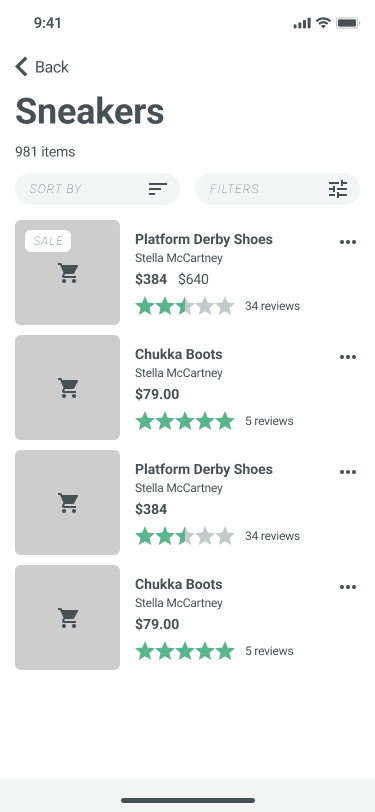 9:41
Back
Sneakers
981 items
SORT BY
FILTERS
SALE
Platform Derby Shoes
Stella McCartney
$384 $640
34 reviews
Chukka Boots
Stella McCartney
$79.00
5 reviews
Platform Derby Shoes
Stella McCartney
$384
34 reviews
Chukka Boots
Stella McCartney
$79.00
5 reviews